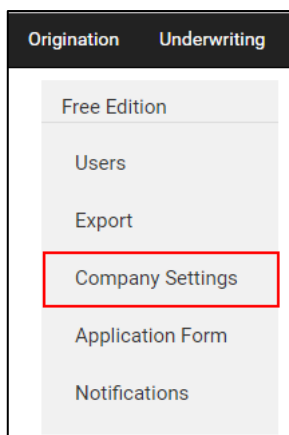 Origination Underwriting
Free Edition
Users
Export
Company Settings
Application Form
Notifications